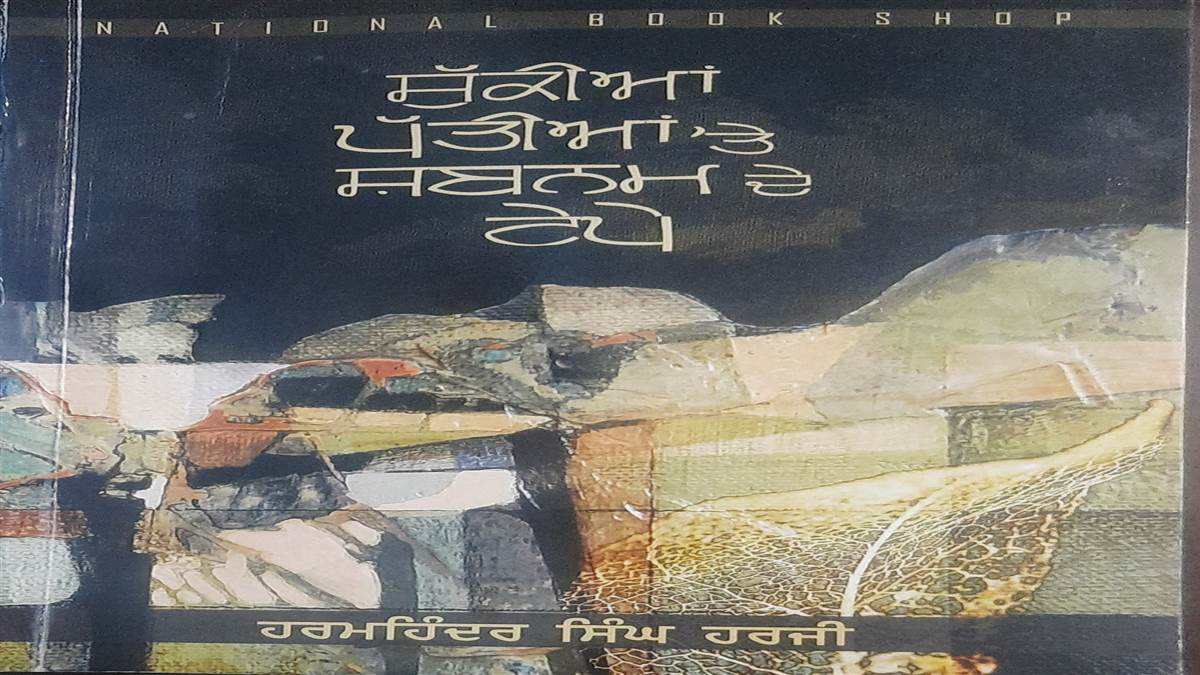 NATIONAL BOOK SHOP
ਸੁੱਕੀਆਂ
ਪੱਤੀਆਂ 'ਤੇ
ਸ਼ਬਨਮ ਦੇ
ਟੇਪੇ
ਹਰਮਹਿੰਦਰ ਸਿੰਘ ਹਰਜੀ